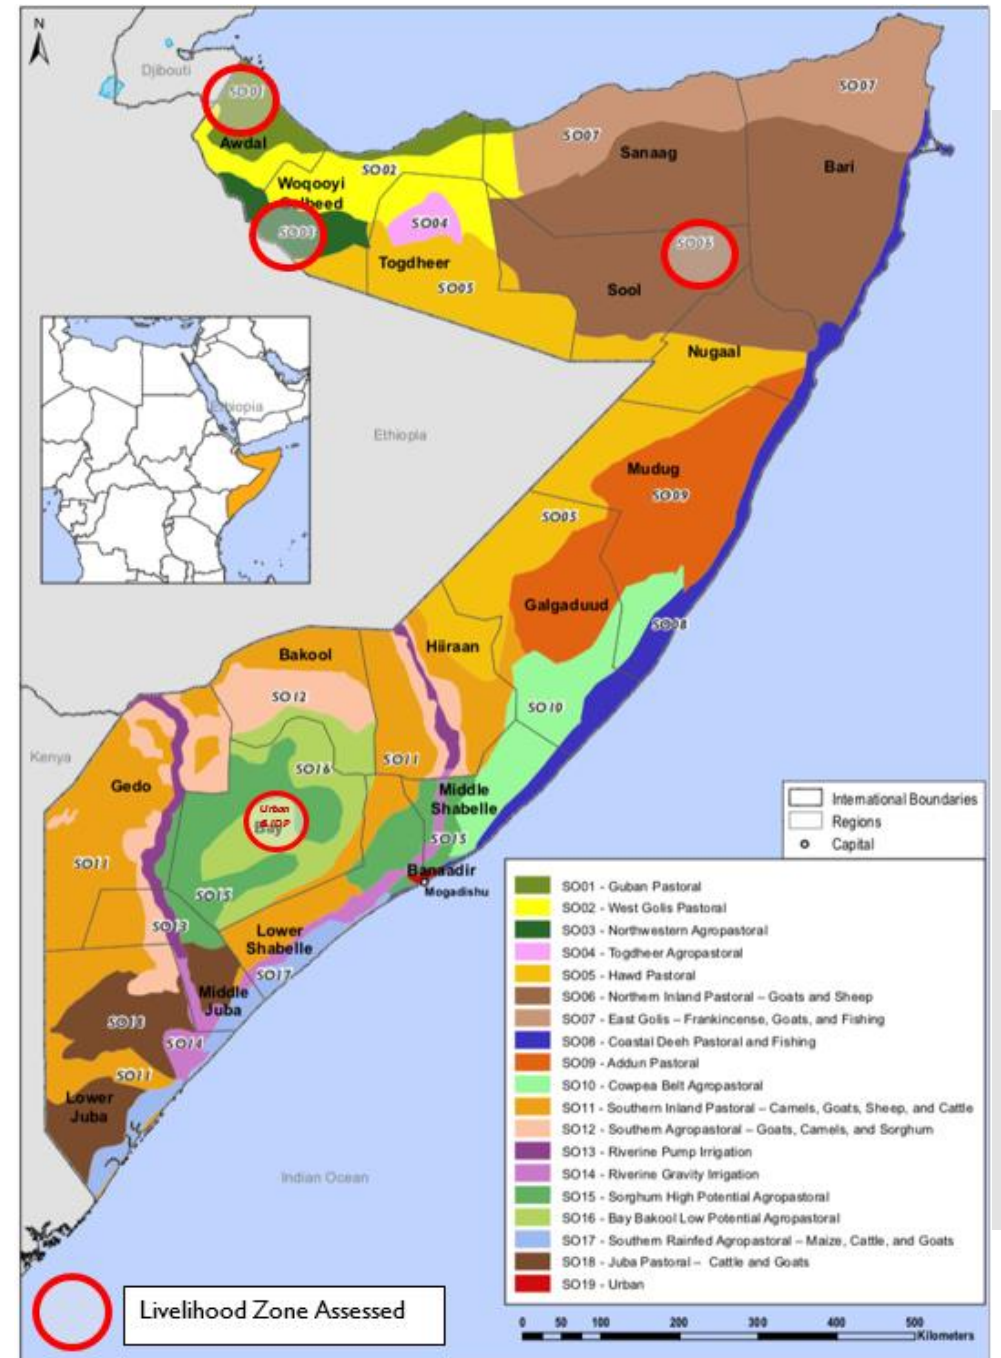 N
Djibouti
SO01
SO07
Awdal
SO07
Sanaag
Bari
SO02
Woqooyi
Galbeed
SO03
SO04
SO06
Togdheer
SO05
Sool
Nugaal
Ethiopia
Ethiopia
Mudug
SO09
SO05
Galgaduud
SO08
Hiiraan
Bakool
SO12
SO10
Kenya
SO11
SO16
Gedo
Middle
Shabelle
Urban
& IDP
Bay
SO15
SO11
Banaadir
Mogadishu
SO15
SO13
Lower
Shabelle
SO17
Middle
Juba
SO18
SO14
SO11
Lower
Juba
Indian Ocean
International Boundaries
Regions
Capital
SO01 - Guban Pastoral
SO02 - West Golis Pastoral
SO03 - Northwestern Agropastoral
SO04 - Togdheer Agropastoral
SO05 - Hawd Pastoral
SO06 - Northern Inland Pastoral – Goats and Sheep
SO07 - East Golis – Frankincense, Goats, and Fishing
SO08 - Coastal Deeh Pastoral and Fishing
SO09 - Addun Pastoral
SO10 - Cowpea Belt Agropastoral
SO11 - Southern Inland Pastoral – Camels, Goats, Sheep, and Cattle
SO12 - Southern Agropastoral – Goats, Camels, and Sorghum
SO13 - Riverine Pump Irrigation
SO14 - Riverine Gravity Irrigation
SO15 - Sorghum High Potential Agropastoral
SO16 - Bay Bakool Low Potential Agropastoral
SO17 - Southern Rainfed Agropastoral – Maize, Cattle, and Goats
SO18 - Juba Pastoral – Cattle and Goats
SO19 - Urban
Livelihood Zone Assessed
0 50 100 200 300 400 500
Kilometers